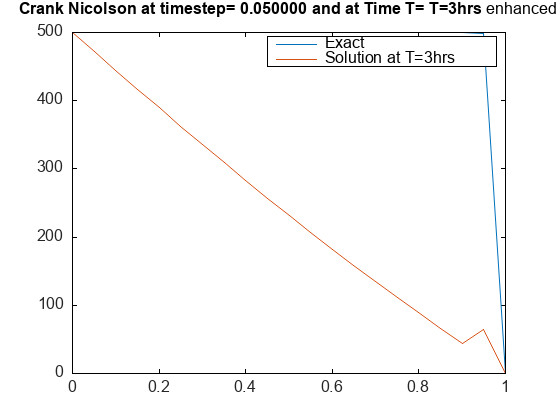 Crank Nicolson at timestep= 0.050000 and at Time T= T=3hrs enhanced
500
Exact
Solution at T=3hrs
400
300
200
100
0
0 0.2 0.4 0.6 0.8 1